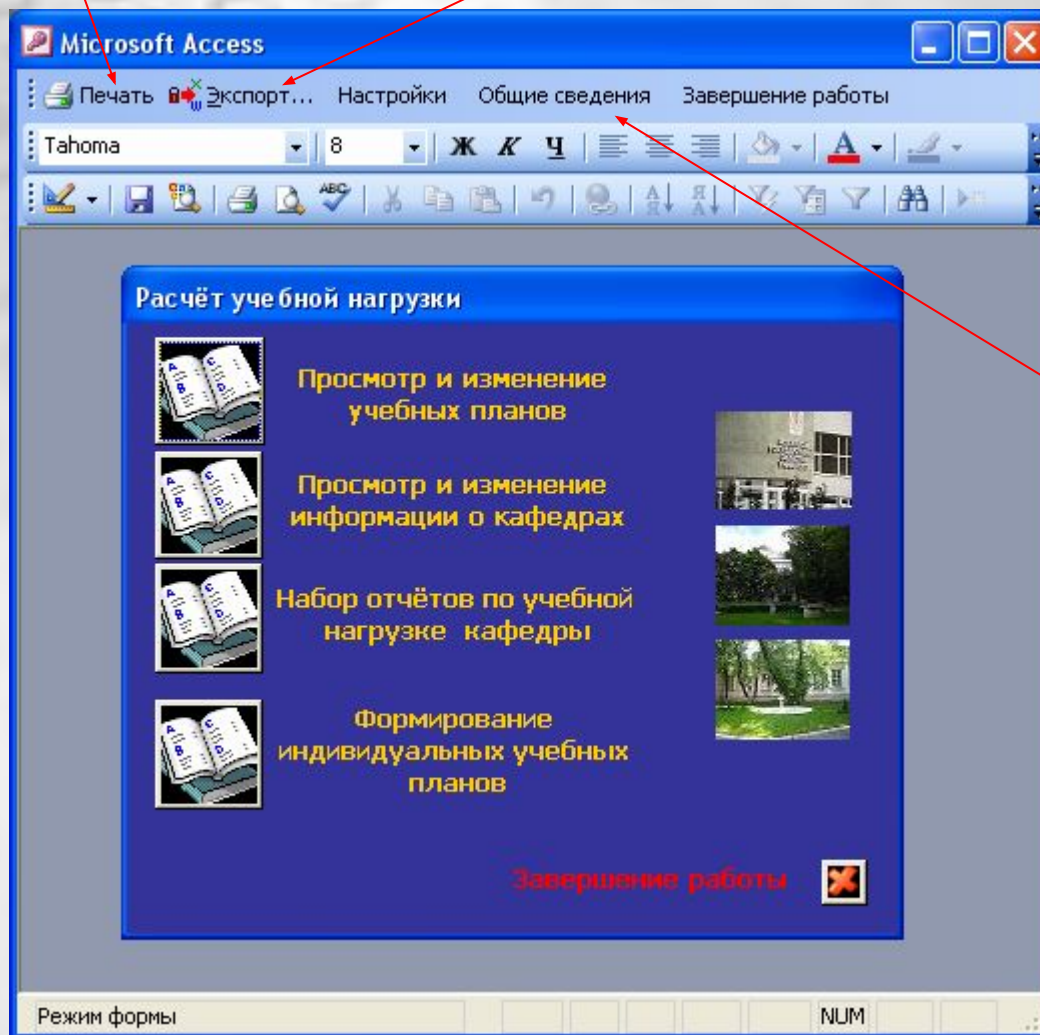 Microsoft Access
Печать Экспорт... Настройки Общие сведения Завершение работы
Tahoma 8 Ж К Ч A
ABC
Расчёт учебной нагрузки
Просмотр и изменение
учебных планов
Просмотр и изменение
информации о кафедрах
Набор отчётов по учебной
нагрузке кафедры
Формирование
индивидуальных учебных
планов
Завершение работы
Режим формы NUM